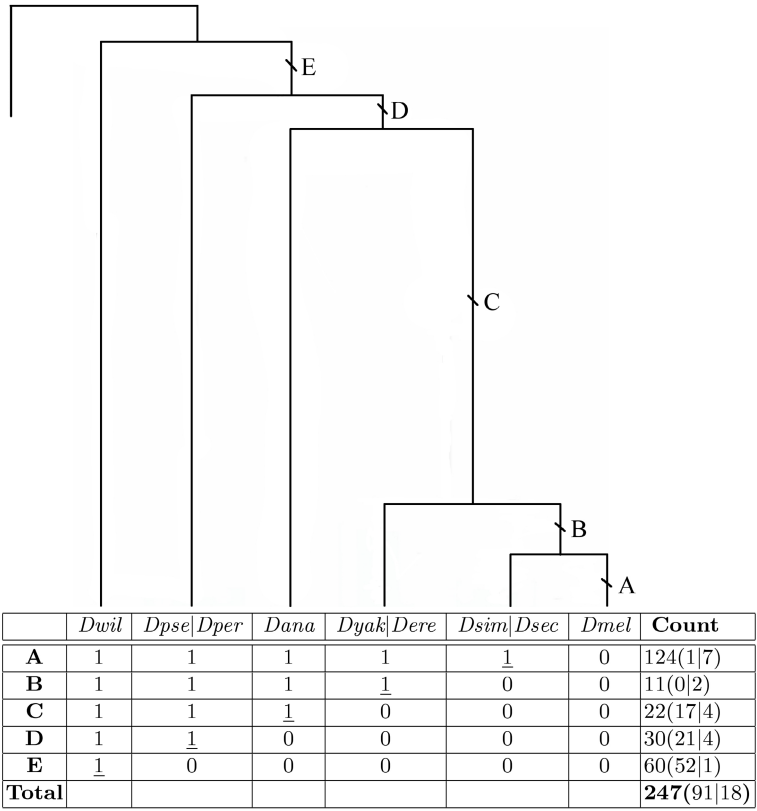 E
D
C
B
A
Dwil Dpse|Dper Dana Dyak|Dere Dsim|Dsec Dmel Count
A 1 1 1 1 1 0 124(1|7)
B 1 1 1 1 0 0 11(0|2)
C 1 1 1 0 0 0 22(17|4)
D 1 1 0 0 0 0 30(21|4)
E 1 0 0 0 0 0 60(52|1)
Total 247(91|18)